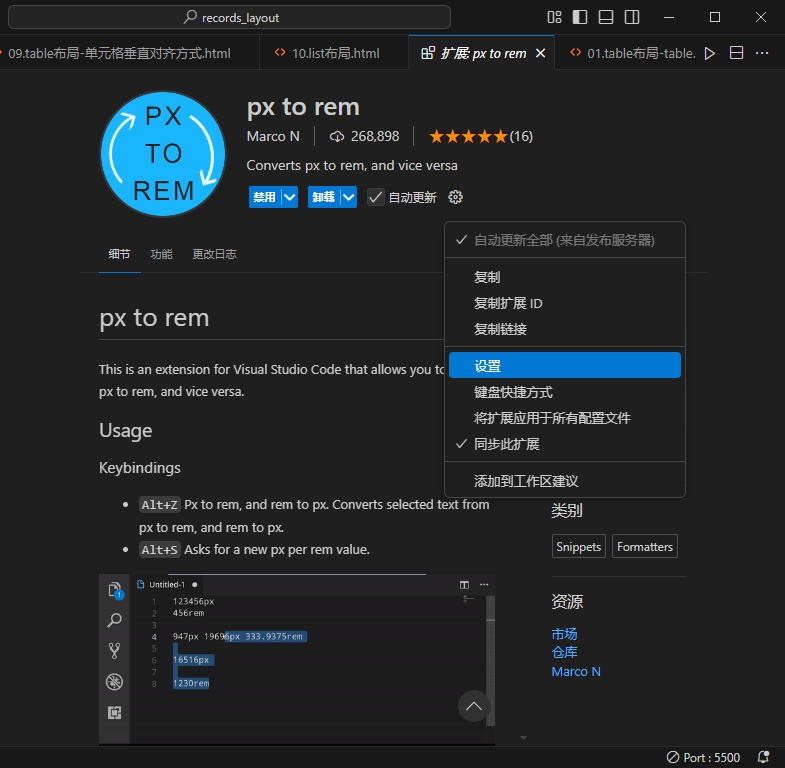 records_layout
09.table布局-单元格垂直对齐方式.html
10.list布局.html
扩展: px to rem
01.table布局-table.
PX
TO
REM
px to rem
Marco N
268,898
(16)
Converts px to rem, and vice versa
禁用
卸载
自动更新
自动更新全部 (来自发布服务器)
细节
功能
更改日志
复制
复制扩展 ID
复制链接
px to rem
设置
This is an extension for Visual Studio Code that allows you to
px to rem, and vice versa.
键盘快捷方式
将扩展应用于所有配置文件
同步此扩展
添加到工作区建议
Usage
Keybindings
Alt+Z Px to rem, and rem to px. Converts selected text from
px to rem, and rem to px.
Alt+S Asks for a new px per rem value.
类别
Snippets
Formatters
资源
市场
仓库
Marco N
Untitled-1
1
1 123456px
2 456rem
3
4 947px 19696px 333.9375rem
5
6 16516px
7
8 1230rem
Port : 5500